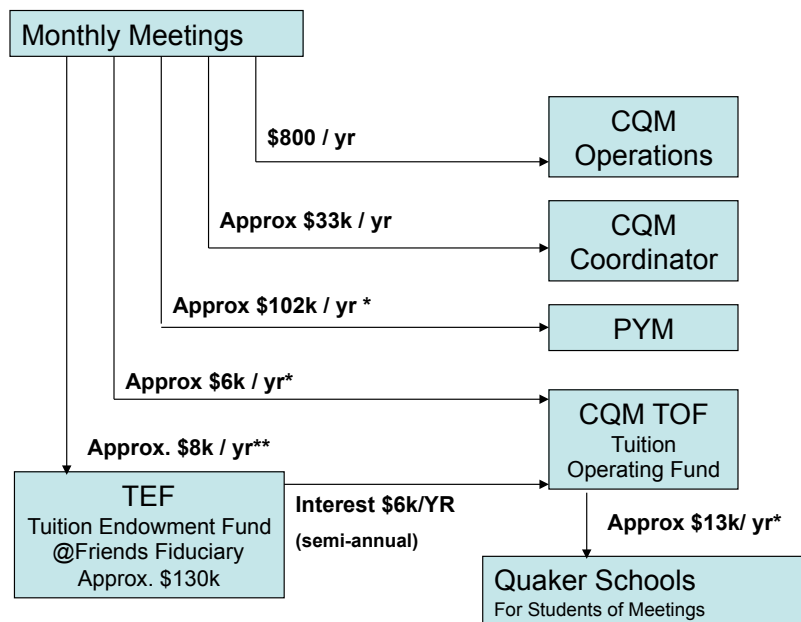 Monthly Meetings
$800 / yr
CQM
Operations
Approx $33k / yr
CQM
Coordinator
Approx $102k / yr *
PYM
Approx $6k / yr*
CQM TOF
Tuition
Operating Fund
Approx. $8k / yr**
TEF
Tuition Endowment Fund
@Friends Fiduciary
Approx. $130k
Interest $6k/YR
(semi-annual)
Approx $13k/ yr*
Quaker Schools
For Students of Meetings